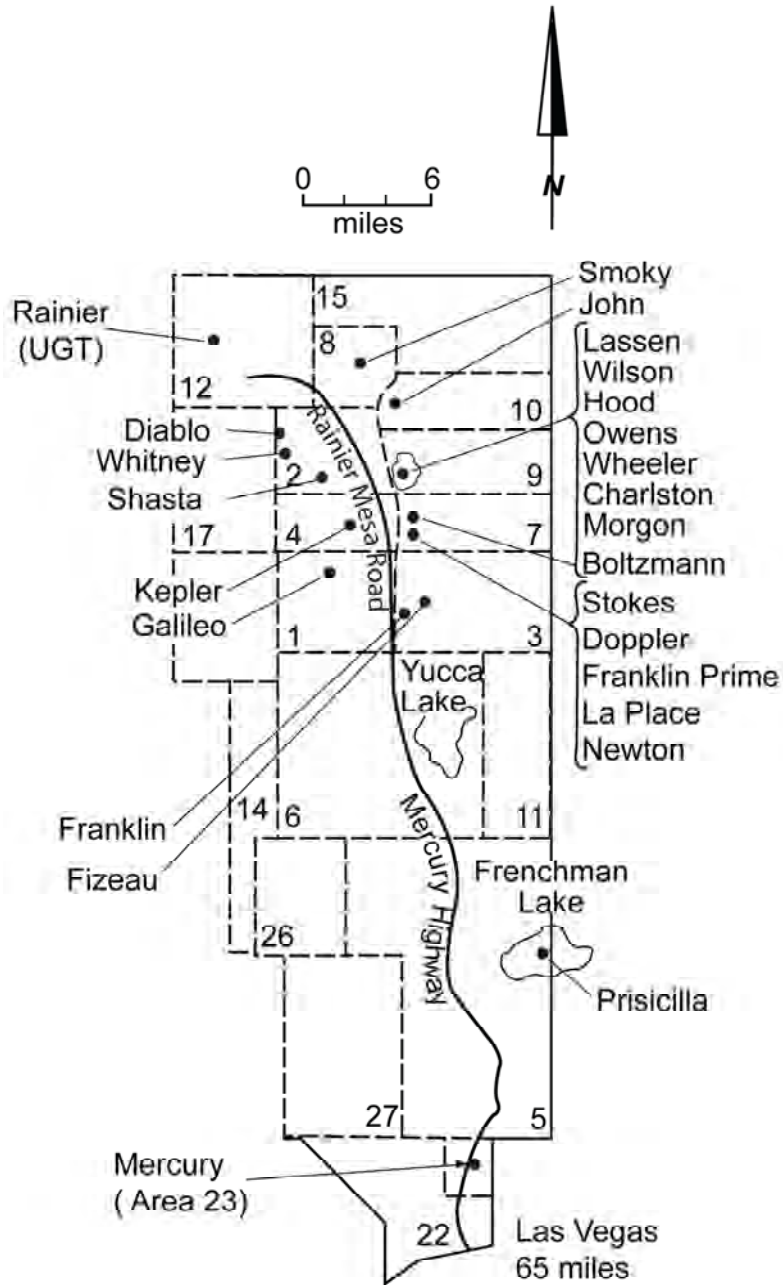 0 6
miles
N
Smoky
John
Lassen
Wilson
Hood
Owens
Wheeler
Charlston
Morgon
Boltzmann
Stokes
Doppler
Franklin Prime
La Place
Newton
Rainier
(UGT)
15
8
12
10
Diablo
Whitney
Shasta
2
9
Rainier Mesa Road
17
4
7
Kepler
Galileo
1
3
Yucca
Lake
14
6
11
Franklin
Fizeau
Mercury Highway
Frenchman
Lake
26
Prisicilla
27
5
Mercury
( Area 23)
22
Las Vegas
65 miles